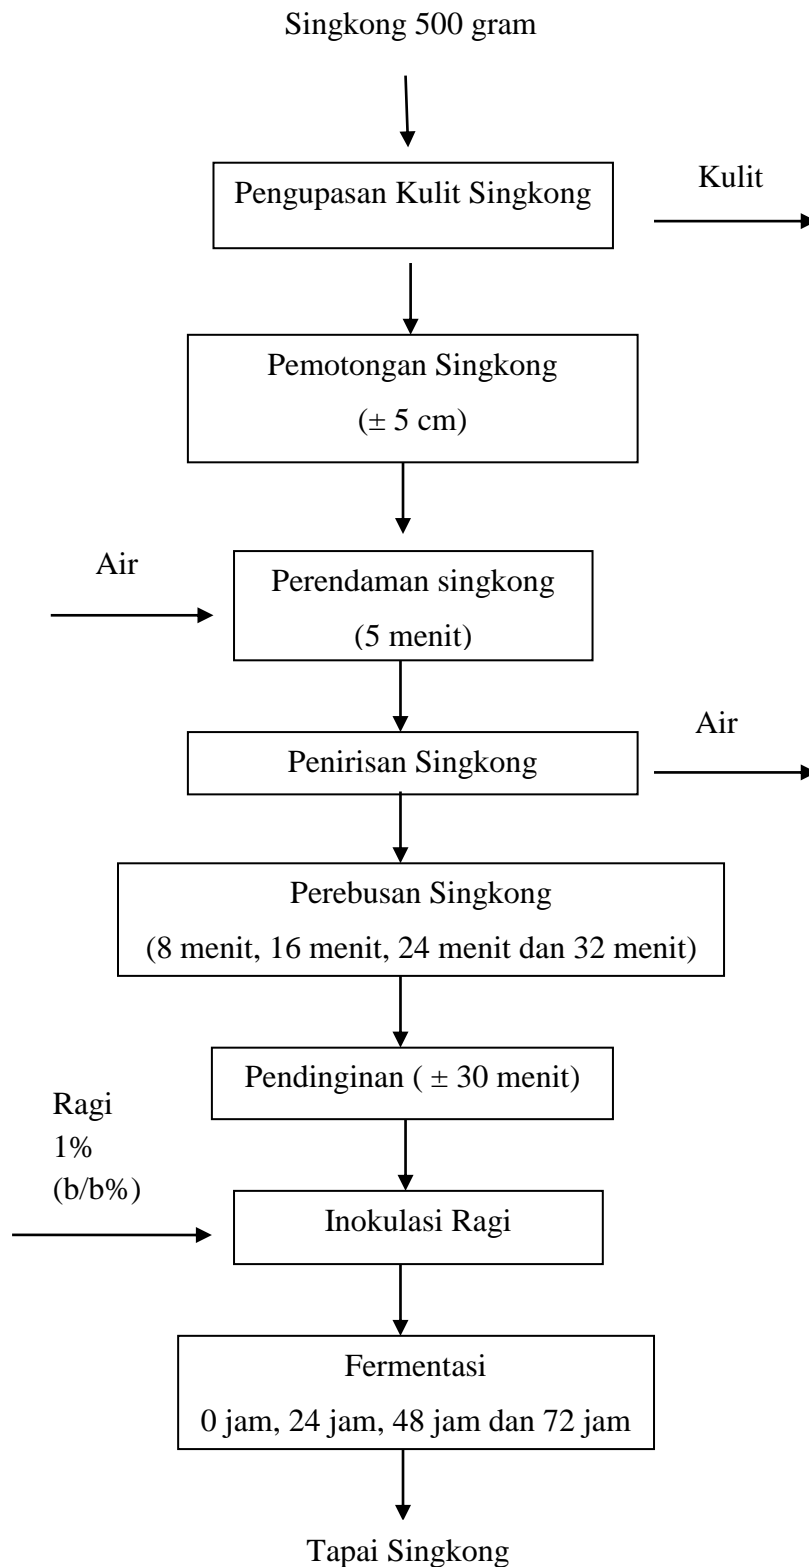 Singkong 500 gram
Pengupasan Kulit Singkong
Kulit
Pemotongan Singkong
(± 5 cm)
Air
Perendaman singkong
(5 menit)
Penirisan Singkong
Air
Perebusan Singkong
(8 menit, 16 menit, 24 menit dan 32 menit)
Pendinginan ( ± 30 menit)
Ragi
1%
(b/b%)
Inokulasi Ragi
Fermentasi
0 jam, 24 jam, 48 jam dan 72 jam
Tapai Singkong